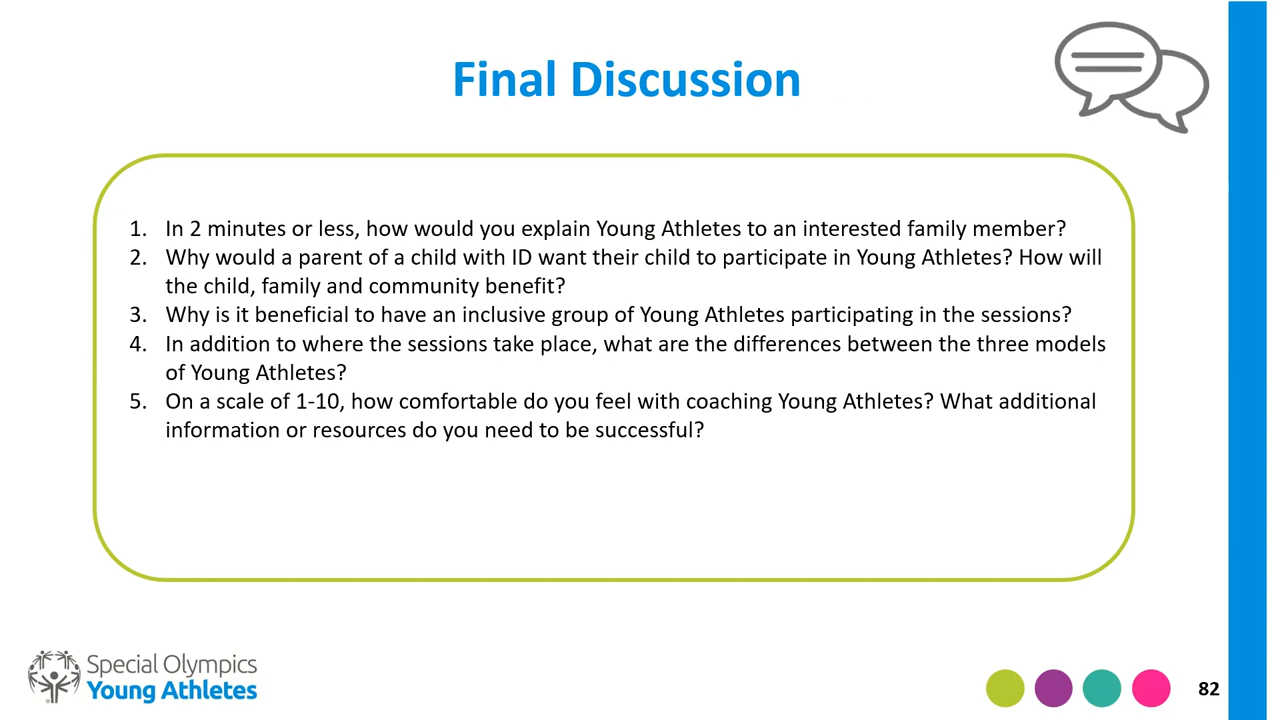 Final Discussion
1. In 2 minutes or less, how would you explain Young Athletes to an interested family member?
2. Why would a parent of a child with ID want their child to participate in Young Athletes? How will
the child, family and community benefit?
3. Why is it beneficial to have an inclusive group of Young Athletes participating in the sessions?
4. In addition to where the sessions take place, what are the differences between the three models
of Young Athletes?
5. On a scale of 1-10, how comfortable do you feel with coaching Young Athletes? What additional
information or resources do you need to be successful?
Special Olympics
Young Athletes
82